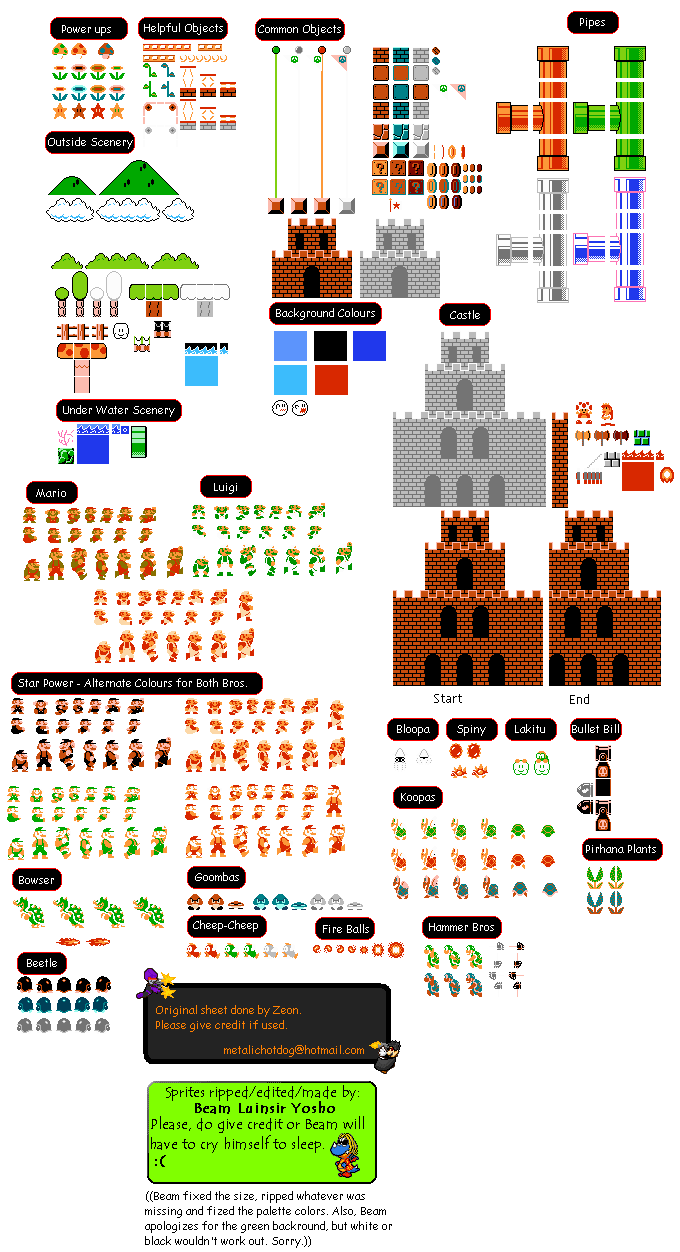 Power ups
Helpful Objects
Common Objects
Pipes
Outside Scenery
Background Colours
Castle
Under Water Scenery
Mario
Luigi
Star Power - Alternate Colours for Both Bros.
Start
End
Bloopa
Spiny
Lakitu
Bullet Bill
Koopas
Pirhana Plants
Bowser
Goombas
Cheep-Cheep
Fire Balls
Hammer Bros
Beetle
Original sheet done by Zeon.
Please give credit if used.
metalichotdog@hotmail.com
Sprites ripped/edited/made by:
Beam Luinsir Yosho
Please, do give credit or Beam will
have to cry himself to sleep.
:(
((Beam fixed the size, ripped whatever was
missing and fized the palette colors. Also, Beam
apologizes for the green backround, but white or
black wouldn't work out. Sorry.))